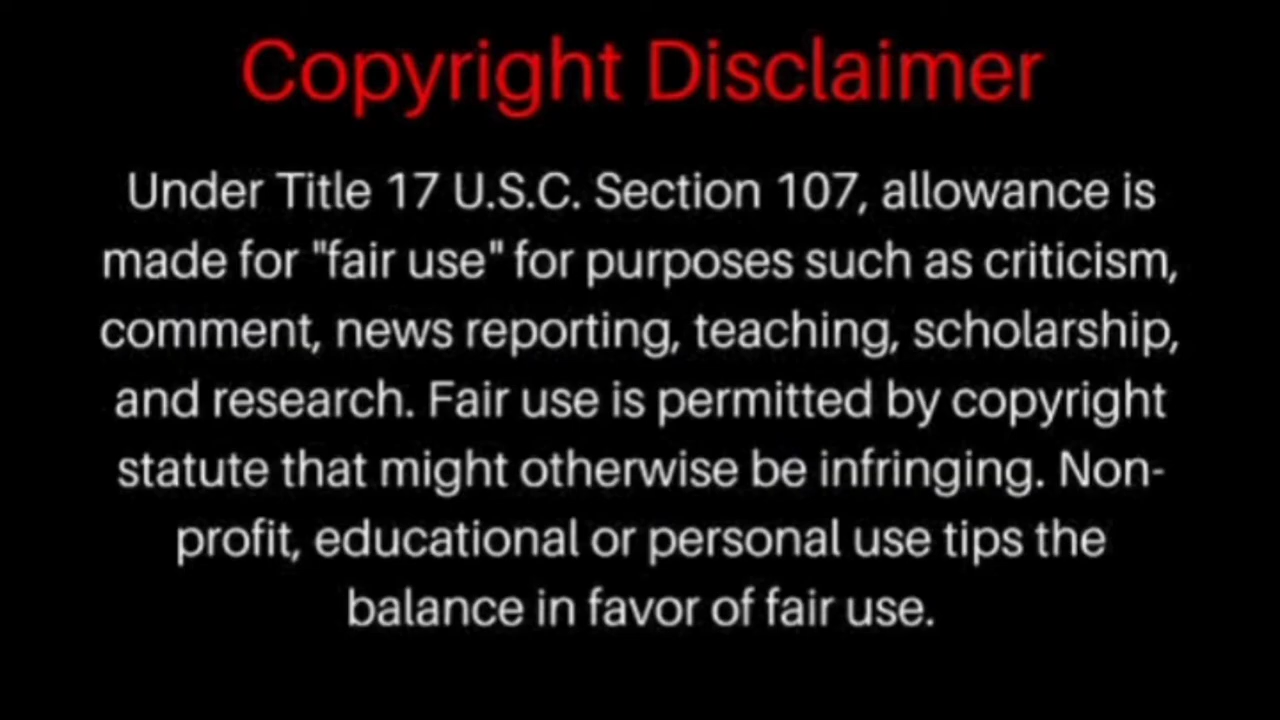 Copyright Disclaimer
Under Title 17 U.S.C. Section 107, allowance is
made for "fair use" for purposes such as criticism,
comment, news reporting, teaching, scholarship,
and research. Fair use is permitted by copyright
statute that might otherwise be infringing. Non-
profit, educational or personal use tips the
balance in favor of fair use.